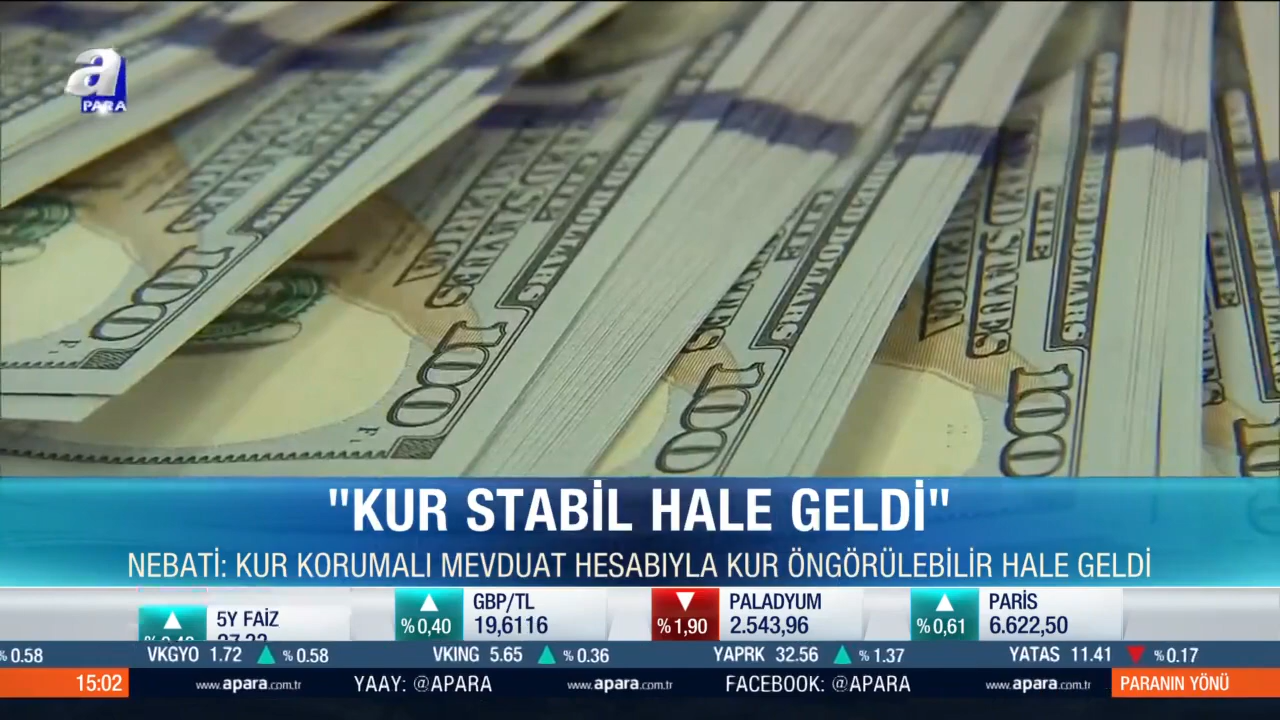 a
PARA
100
100
100
100
"KUR STABİL HALE GELDİ"
NEBATİ: KUR KORUMALI MEVDUAT HESABIYLA KUR ÖNGÖRÜLEBİLİR HALE GELDİ
5Y FAİZ
GBP/TL
%0,40 19,6116
PALADYUM
%1,90 2.543,96
PARİS
%0,61 6.622,50
%0.58 VKGYO 1.72 %0.58 VKING 5.65 %0.36 YAPRK 32.56 %1.37 YATAS 11.41 %0.17
15:02 www.apara.com.tr YAAY: @APARA www.apara.com.tr FACEBOOK: @APARA www.apara.com.tr PARANIN YÖNÜ